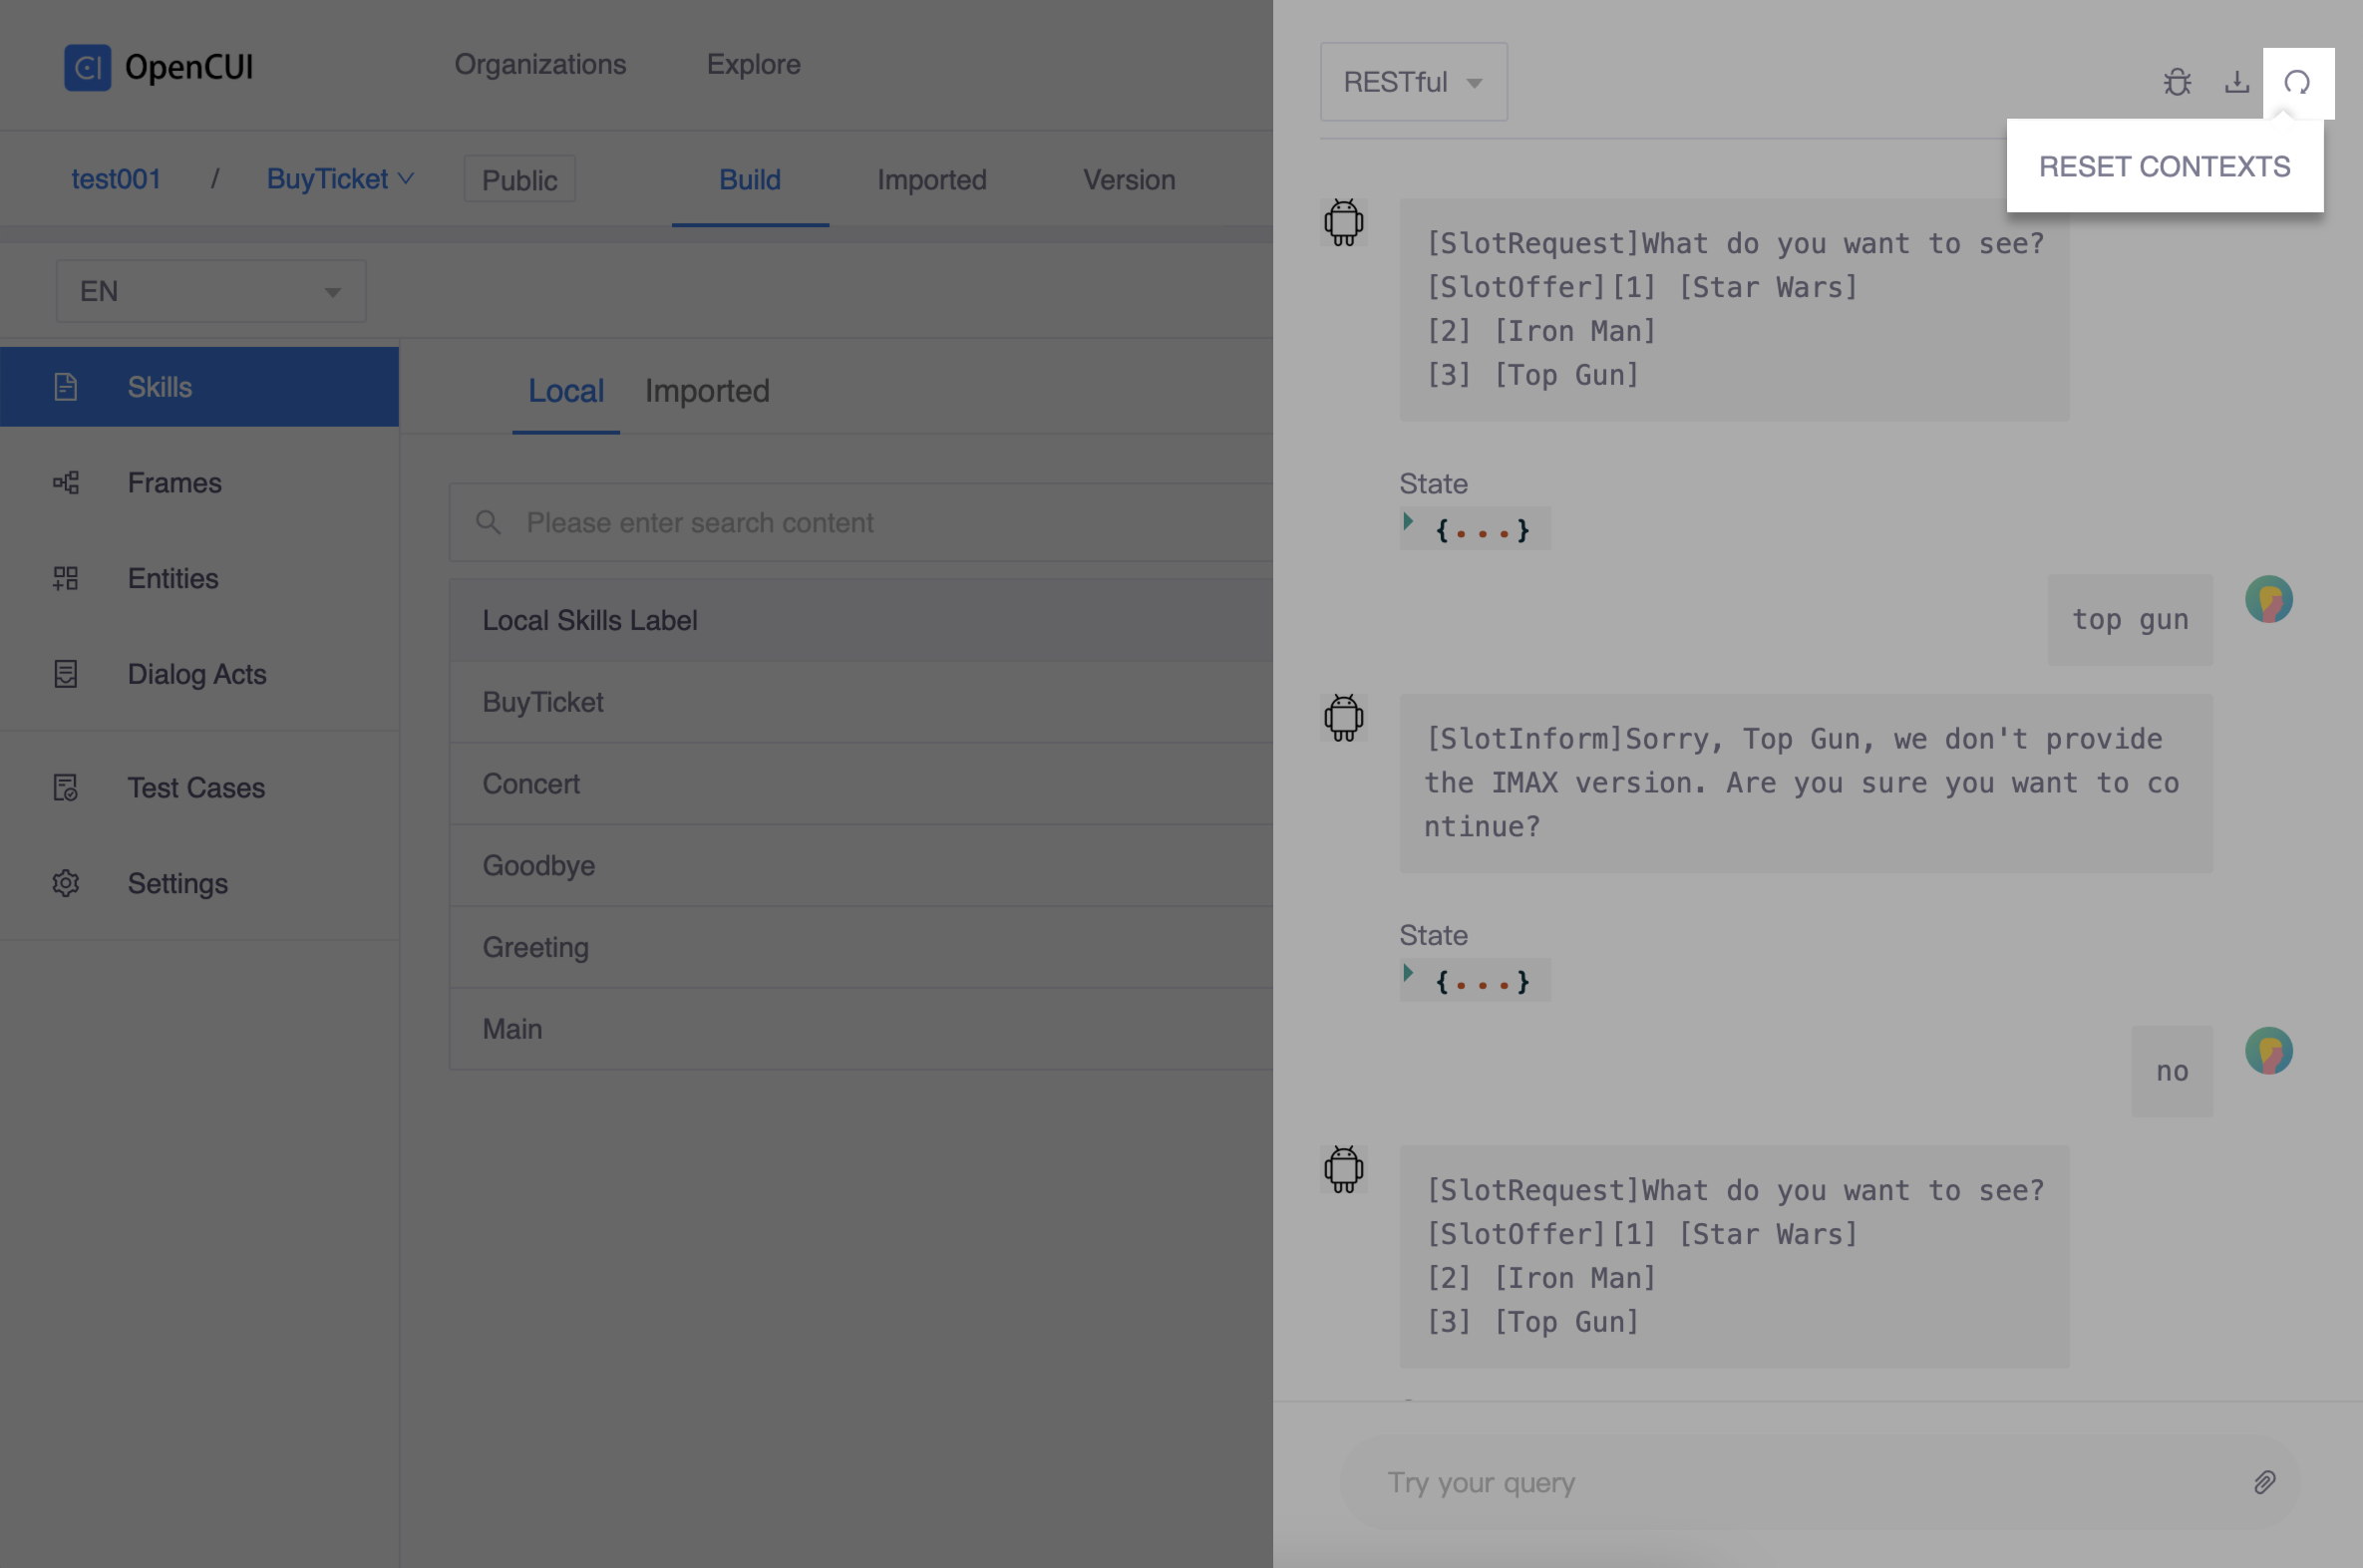 OpenCUI
Organizations
Explore
test001 / BuyTicket
Public
Build
Imported
Version
EN
Skills
Frames
Entities
Dialog Acts
Test Cases
Settings
Local
Imported
Please enter search content
Local Skills Label
BuyTicket
Concert
Goodbye
Greeting
Main
RESTful
RESET CONTEXTS
[SlotRequest]What do you want to see?
[SlotOffer][1] [Star Wars]
[2] [Iron Man]
[3] [Top Gun]
State
{...}
top gun
[SlotInform]Sorry, Top Gun, we don't provide
the IMAX version. Are you sure you want to co
ntinue?
State
{...}
no
[SlotRequest]What do you want to see?
[SlotOffer][1] [Star Wars]
[2] [Iron Man]
[3] [Top Gun]
Try your query